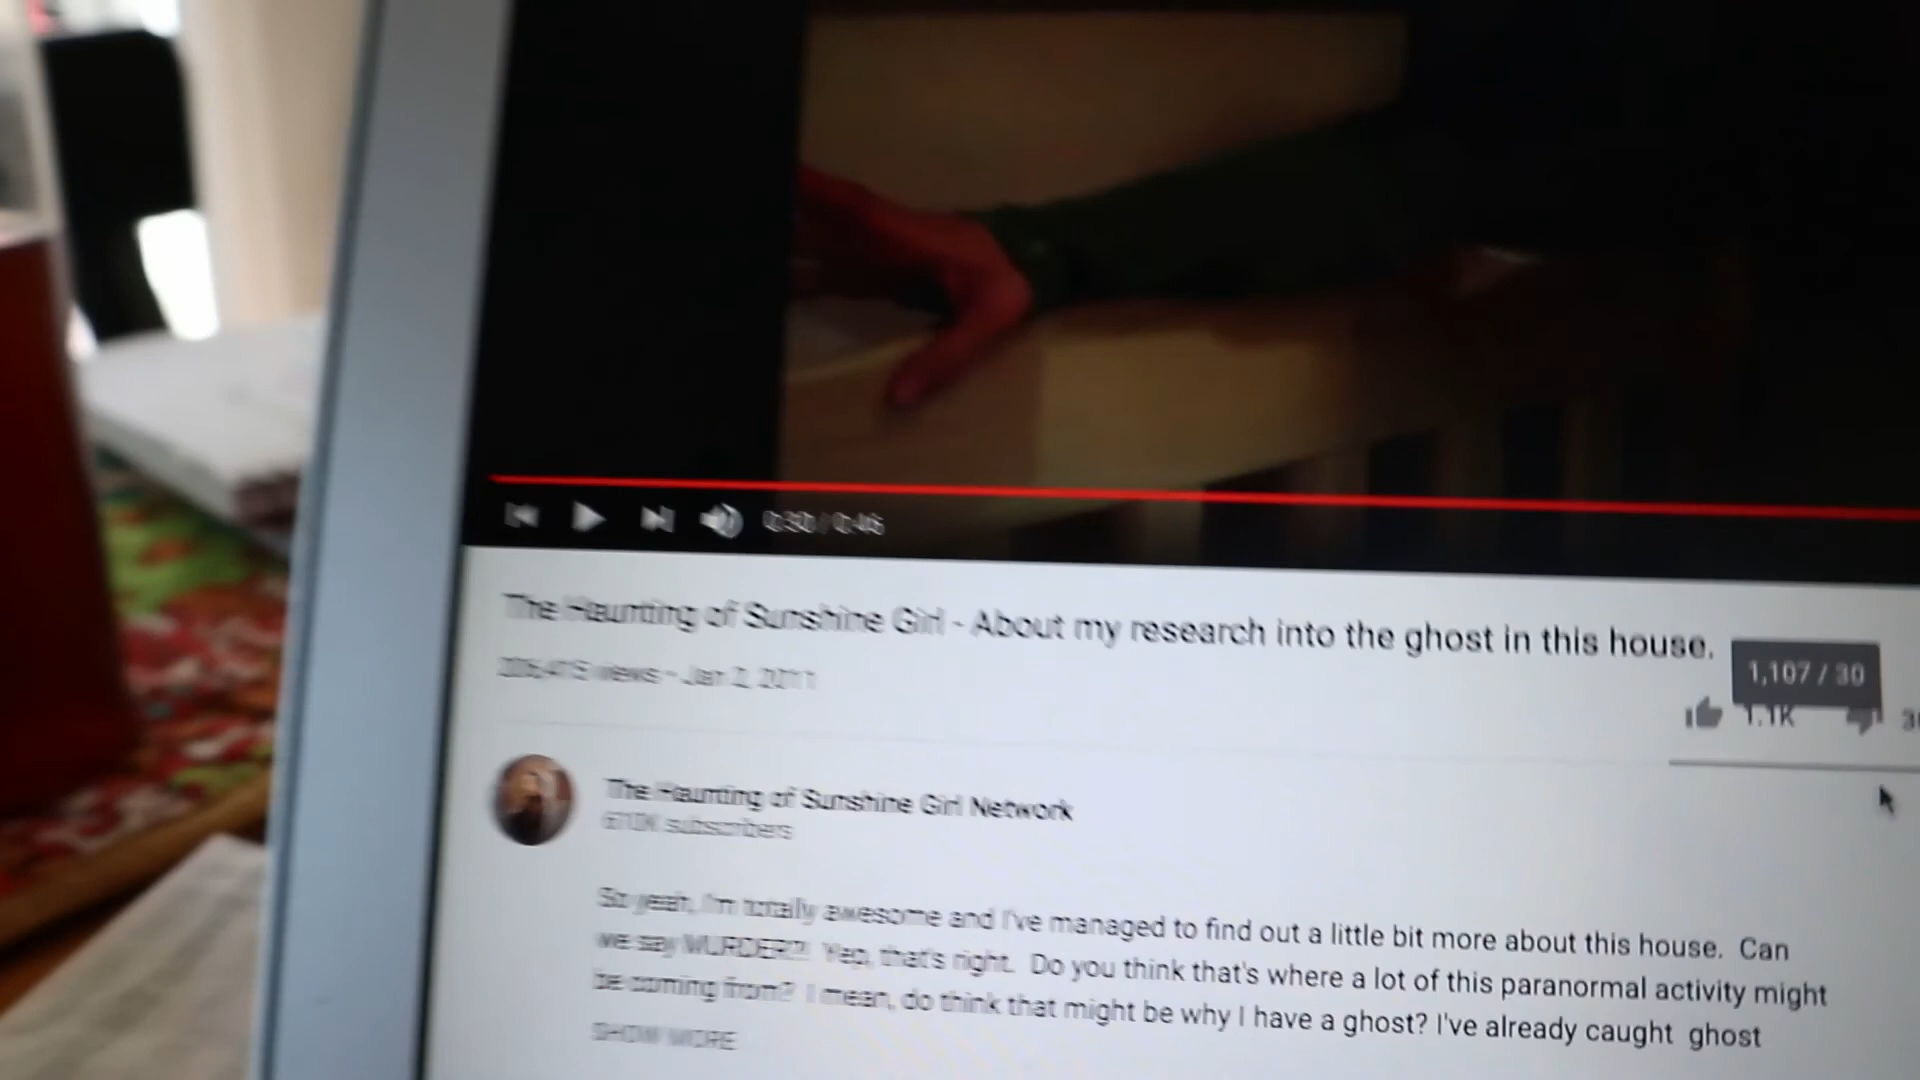 0:30 / 0:46
The Haunting of Sunshine Girl - About my research into the ghost in this house.
1,107 / 30
views • Jan 2, 2011
1.1K
The Haunting of Sunshine Girl Network
subscribers
So yeah, I'm totally awesome and I've managed to find out a little bit more about this house. Can
we say MURDER?! Yep, that's right. Do you think that's where a lot of this paranormal activity might
be coming from? I mean, do think that might be why I have a ghost? I've already caught ghost
SHOW MORE